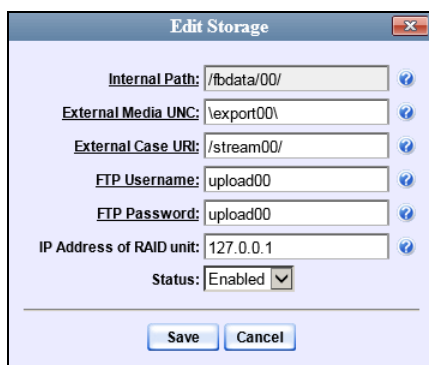 Edit Storage
Internal Path: /fbdata/00/
External Media UNC: \export00\
External Case URI: /stream00/
FTP Username: upload00
FTP Password: upload00
IP Address of RAID unit: 127.0.0.1
Status: Enabled
Save Cancel